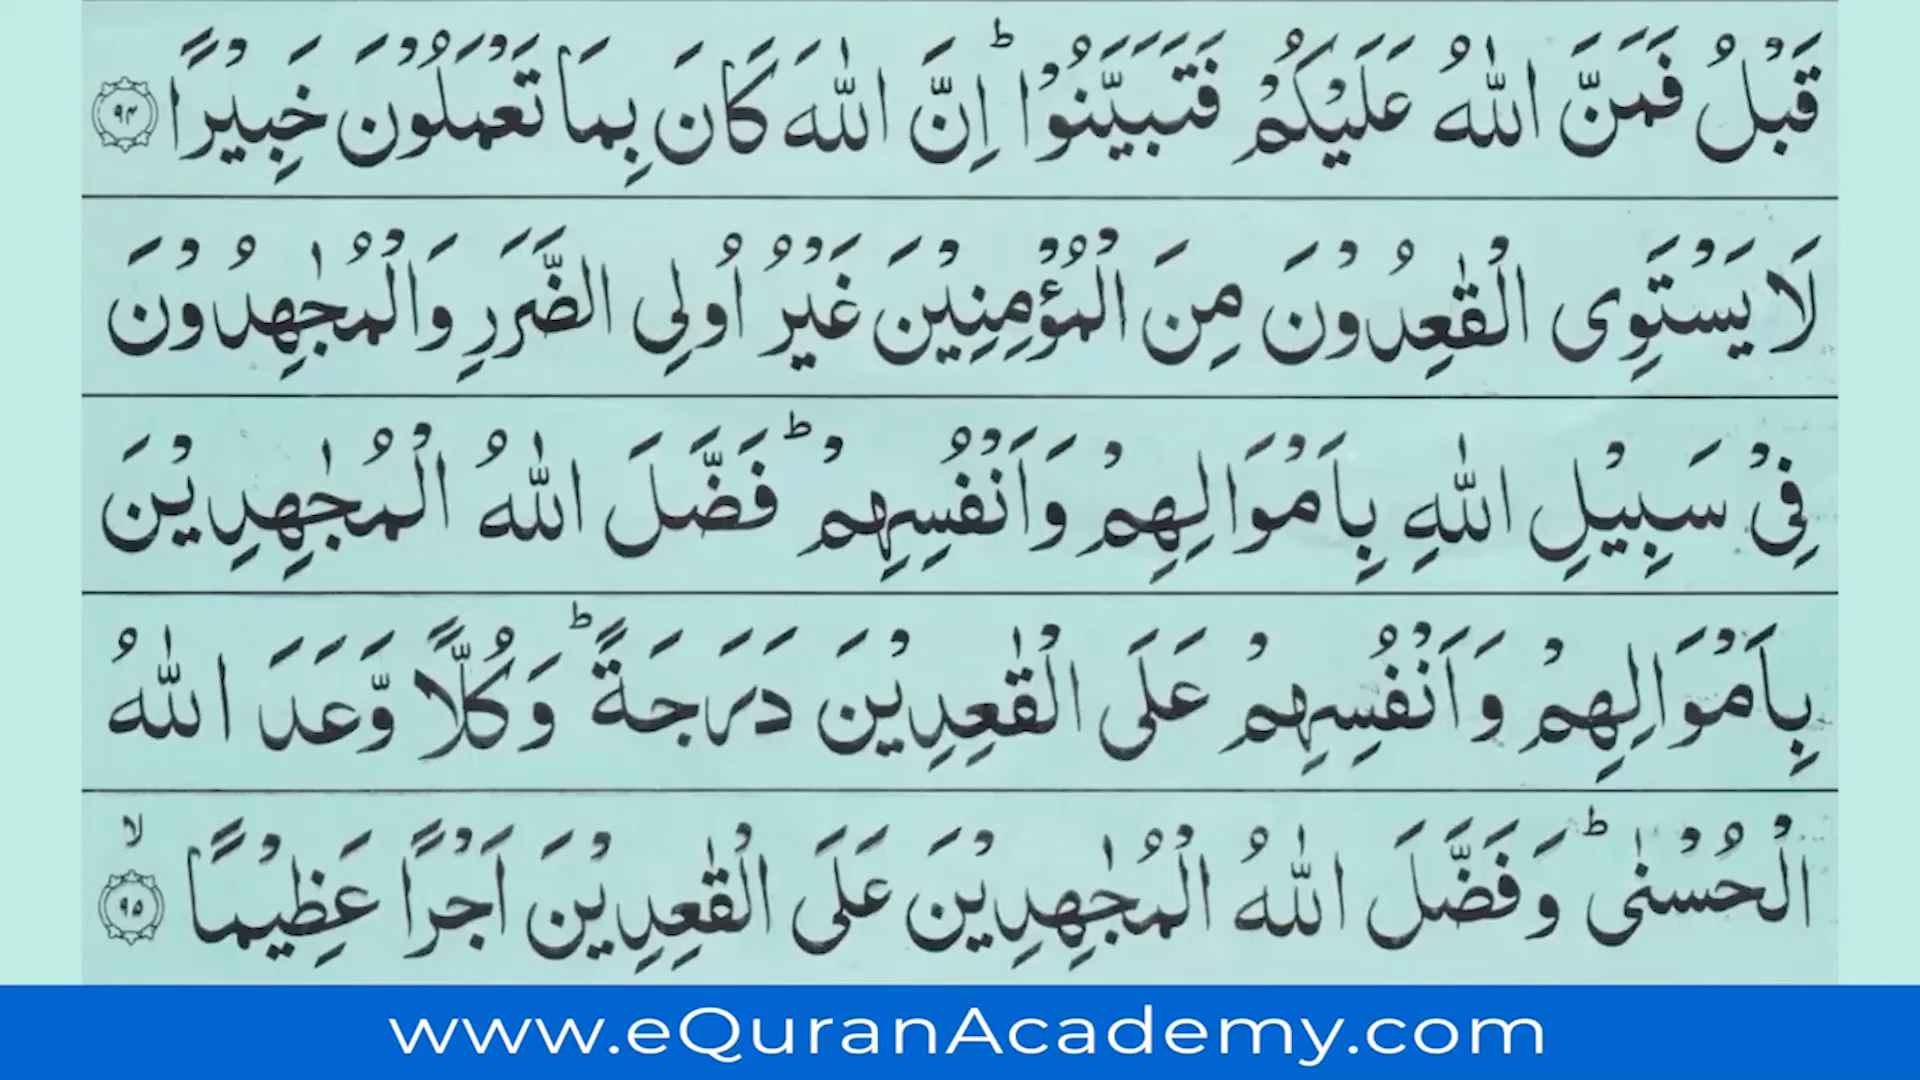 قَبْلُ فَمَنَّ اللّٰهُ عَلَيْكُمْ فَتَبَيَّنُوْا ؕ اِنَّ اللّٰهَ كَانَ بِمَا تَعْمَلُوْنَ خَبِيْرًا ﴿۹۴﴾
لَا يَسْتَوِى الْقٰعِدُوْنَ مِنَ الْمُؤْمِنِيْنَ غَيْرُ اُولِى الضَّرَرِ وَالْمُجٰهِدُوْنَ
فِىْ سَبِيْلِ اللّٰهِ بِاَمْوَالِهِمْ وَاَنْفُسِهِمْ ؕ فَضَّلَ اللّٰهُ الْمُجٰهِدِيْنَ
بِاَمْوَالِهِمْ وَاَنْفُسِهِمْ عَلَى الْقٰعِدِيْنَ دَرَجَةً ؕ وَكُلًّا وَّعَدَ اللّٰهُ
الْحُسْنٰى ؕ وَفَضَّلَ اللّٰهُ الْمُجٰهِدِيْنَ عَلَى الْقٰعِدِيْنَ اَجْرًا عَظِيْمًا ۙ ﴿۹۵﴾
www.eQuranAcademy.com